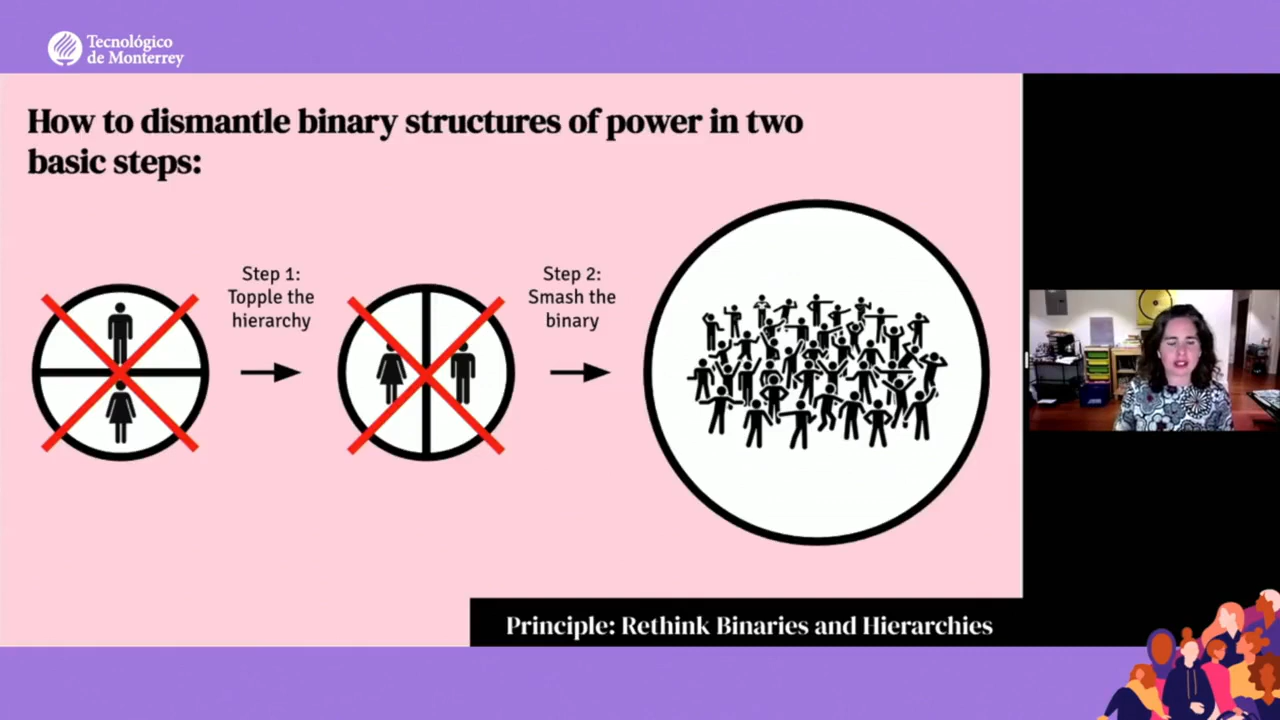 Tecnológico
de Monterrey
How to dismantle binary structures of power in two
basic steps:
Step 1:
Topple the
hierarchy
Step 2:
Smash the
binary
Principle: Rethink Binaries and Hierarchies